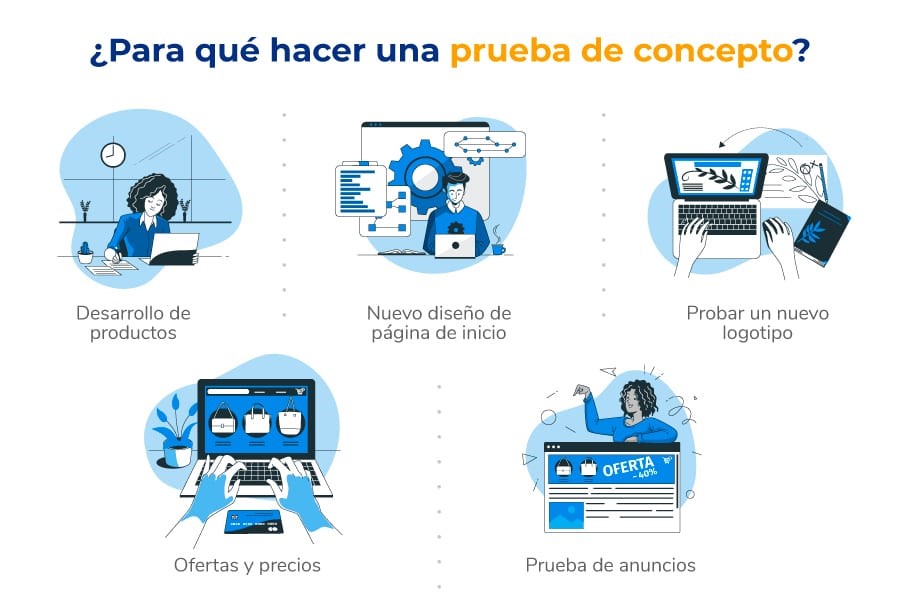 ¿Para qué hacer una prueba de concepto?
Desarrollo de
productos
Nuevo diseño de
página de inicio
Probar un nuevo
logotipo
OFERTA
- 40%
Ofertas y precios
Prueba de anuncios